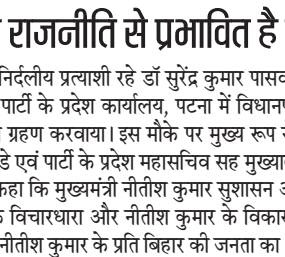 राजनीति से प्रभावित है
निर्दलीय प्रत्याशी रहे डॉ सुरेंद्र कुमार पासव
पार्टी के प्रदेश कार्यालय, पटना में विधानप
ग्रहण करवाया। इस मौके पर मुख्य रूप
डे एवं पार्टी के प्रदेश महासचिव सह मुख्या
कहा कि मुख्यमंत्री नीतीश कुमार सुशासन
विचारधारा और नीतीश कुमार के विकास
नीतीश कुमार के प्रति बिहार की जनता का